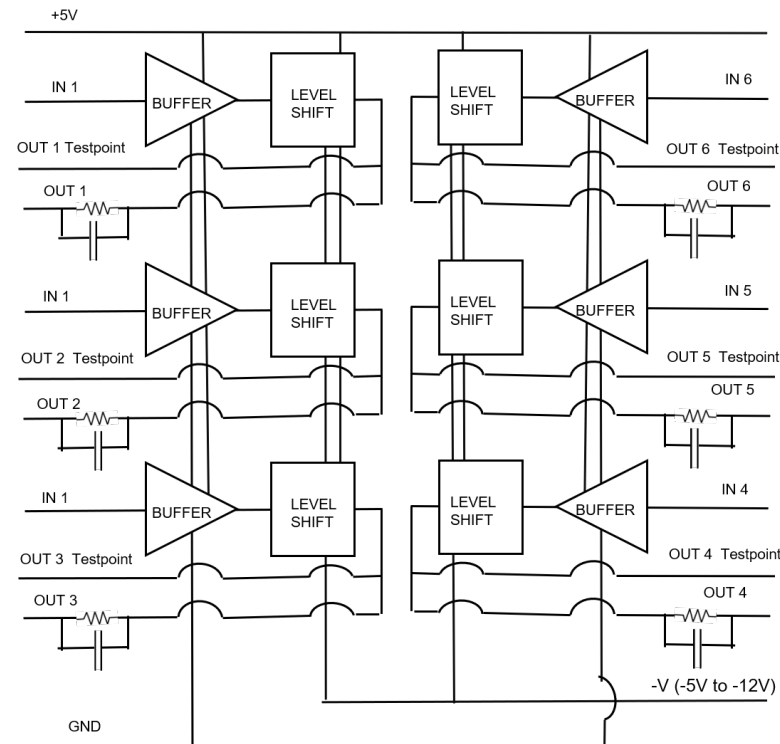 +5V
IN 1
BUFFER
LEVEL
SHIFT
LEVEL
SHIFT
BUFFER
IN 6
OUT 1 Testpoint
OUT 6 Testpoint
OUT 1
OUT 6
IN 1
BUFFER
LEVEL
SHIFT
LEVEL
SHIFT
BUFFER
IN 5
OUT 2 Testpoint
OUT 5 Testpoint
OUT 2
OUT 5
IN 1
BUFFER
LEVEL
SHIFT
LEVEL
SHIFT
BUFFER
IN 4
OUT 3 Testpoint
OUT 4 Testpoint
OUT 3
OUT 4
-V (-5V to -12V)
GND